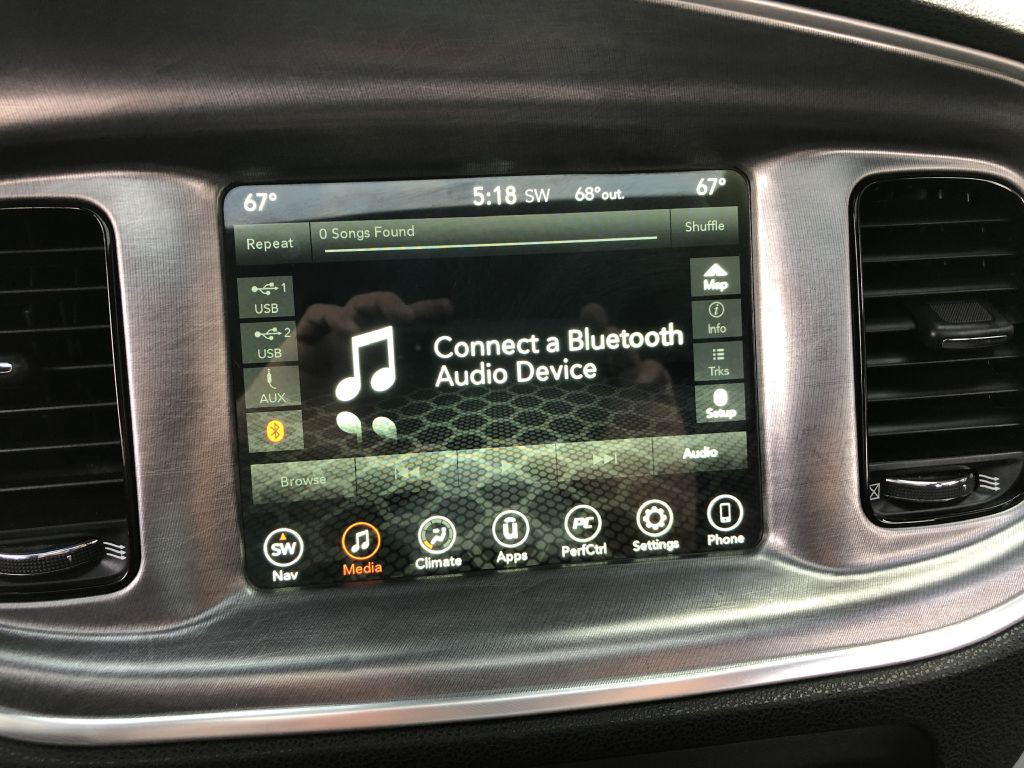 67° 5:18 SW 68° out. 67°
Repeat 0 Songs Found Shuffle
1
USB
2
USB
AUX
Connect a Bluetooth
Audio Device
Map
Info
Trks
Setup
Browse Audio
SW
Nav
Media
Climate
Apps
PC
PerfCtrl
Settings
Phone